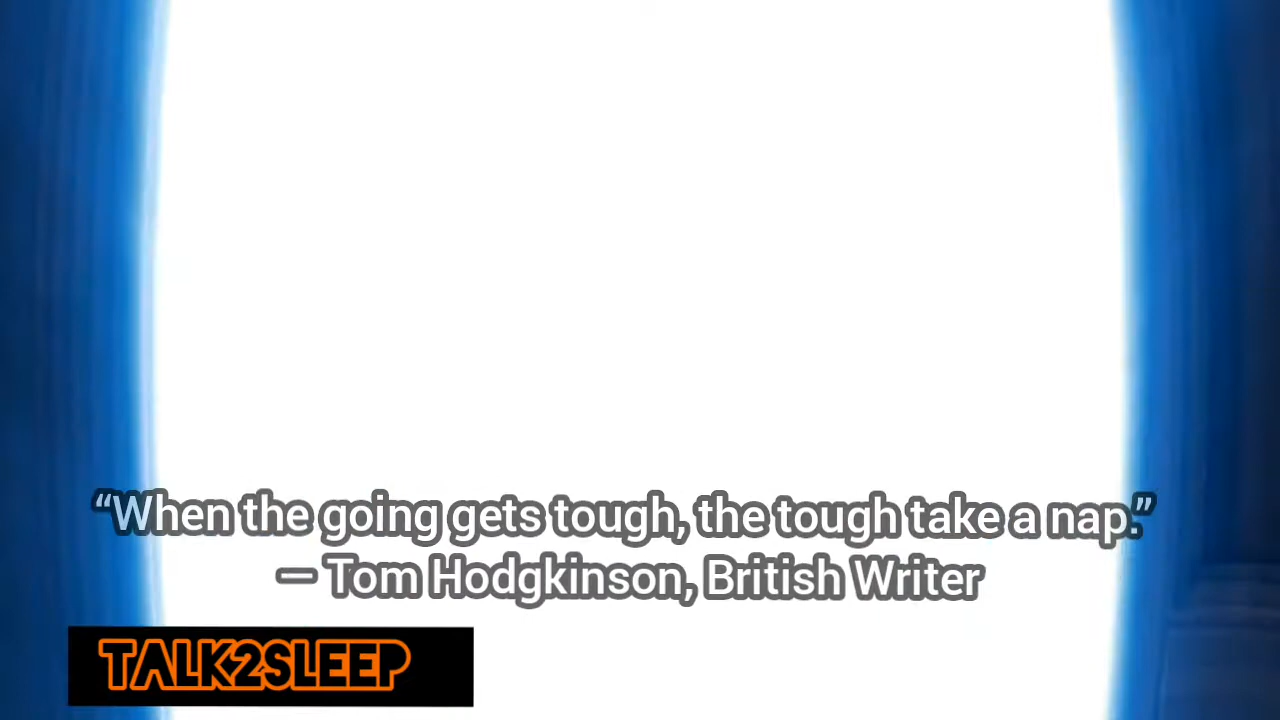 “When the going gets tough, the tough take a nap.”
– Tom Hodgkinson, British Writer
TALK2SLEEP